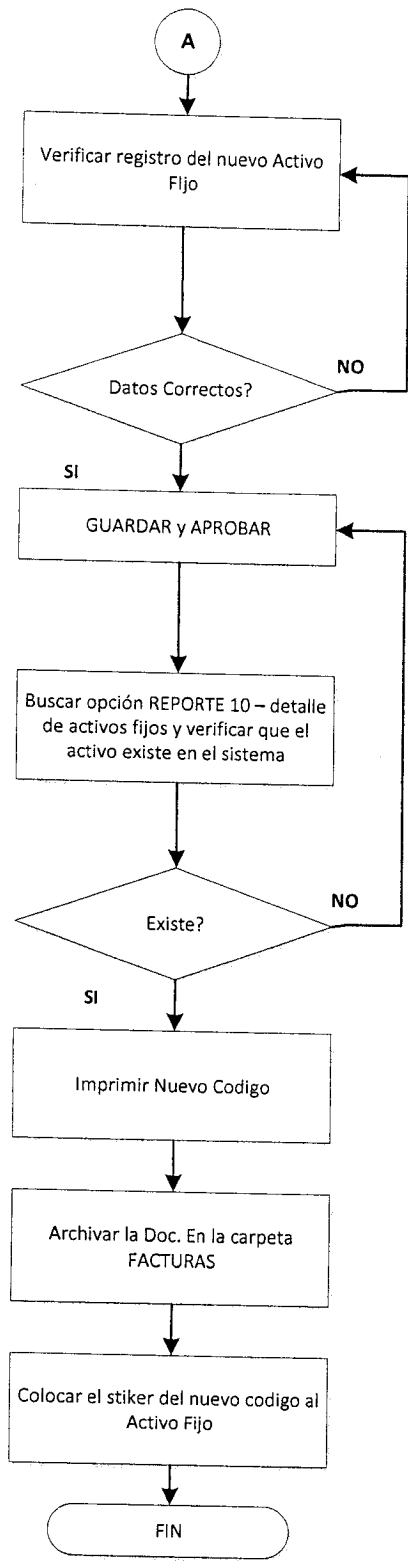 A
Verificar registro del nuevo Activo
Fijo
Datos Correctos?
NO
SI
GUARDAR y APROBAR
Buscar opción REPORTE 10 – detalle
de activos fijos y verificar que el
activo existe en el sistema
Existe?
NO
SI
Imprimir Nuevo Codigo
Archivar la Doc. En la carpeta
FACTURAS
Colocar el stiker del nuevo codigo al
Activo Fijo
FIN